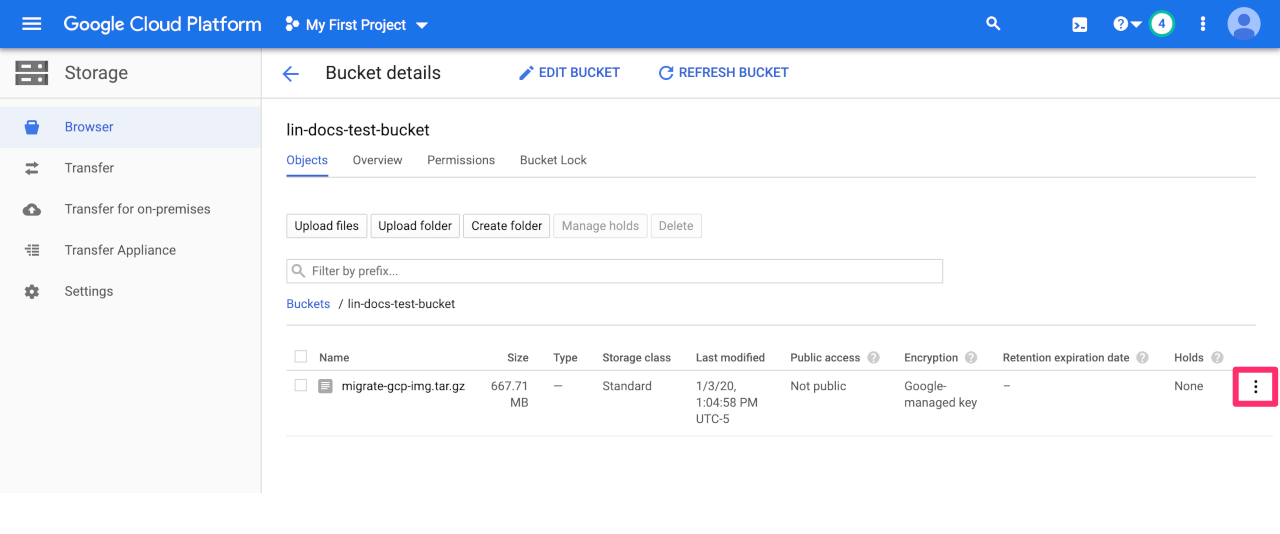 Google Cloud Platform My First Project 4
Storage
Bucket details EDIT BUCKET REFRESH BUCKET
Browser
Transfer
Transfer for on-premises
Transfer Appliance
Settings
lin-docs-test-bucket
Objects Overview Permissions Bucket Lock
Upload files Upload folder Create folder Manage holds Delete
Filter by prefix...
Buckets / lin-docs-test-bucket
Name Size Type Storage class Last modified Public access ? Encryption ? Retention expiration date ? Holds ?
migrate-gcp-img.tar.gz 667.71 — Standard 1/3/20, Not public Google- – None
MB 1:04:58 PM managed key
UTC-5